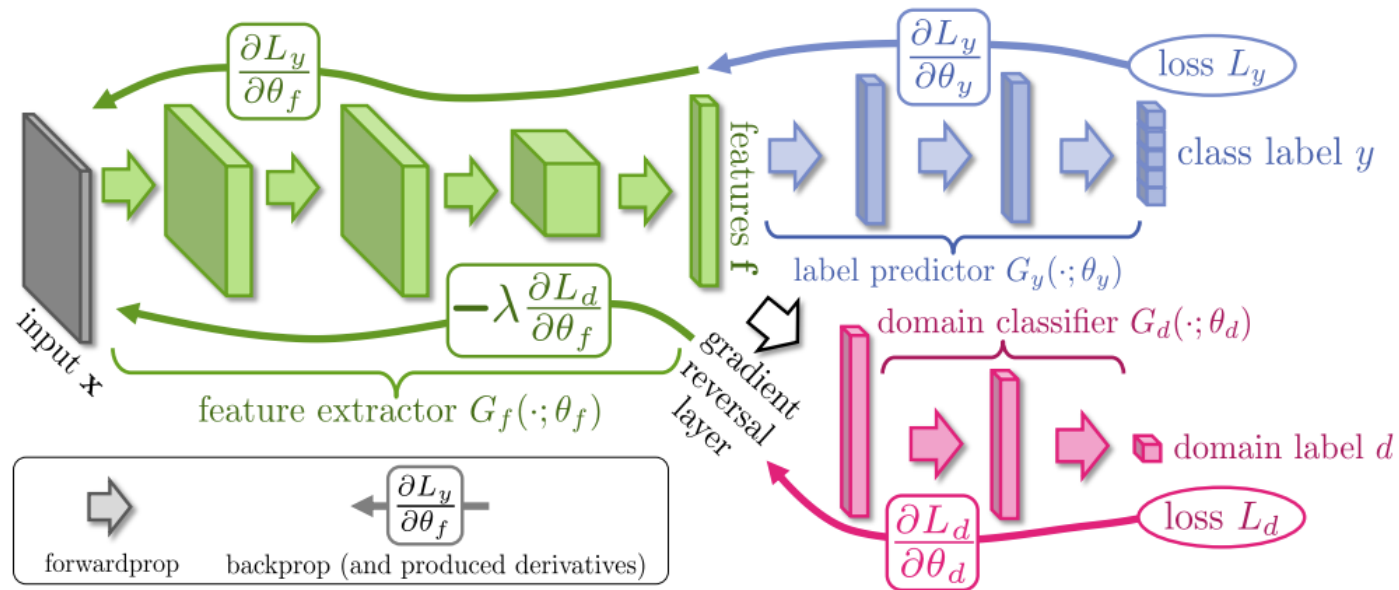 ∂L_y/∂θ_f
∂L_y/∂θ_y
loss L_y
features f
class label y
label predictor G_y(·; θ_y)
input x
−λ ∂L_d/∂θ_f
feature extractor G_f(·; θ_f)
gradient
reversal
layer
domain classifier G_d(·; θ_d)
domain label d
∂L_d/∂θ_d
loss L_d
∂L_y/∂θ_f
forwardprop
backprop (and produced derivatives)